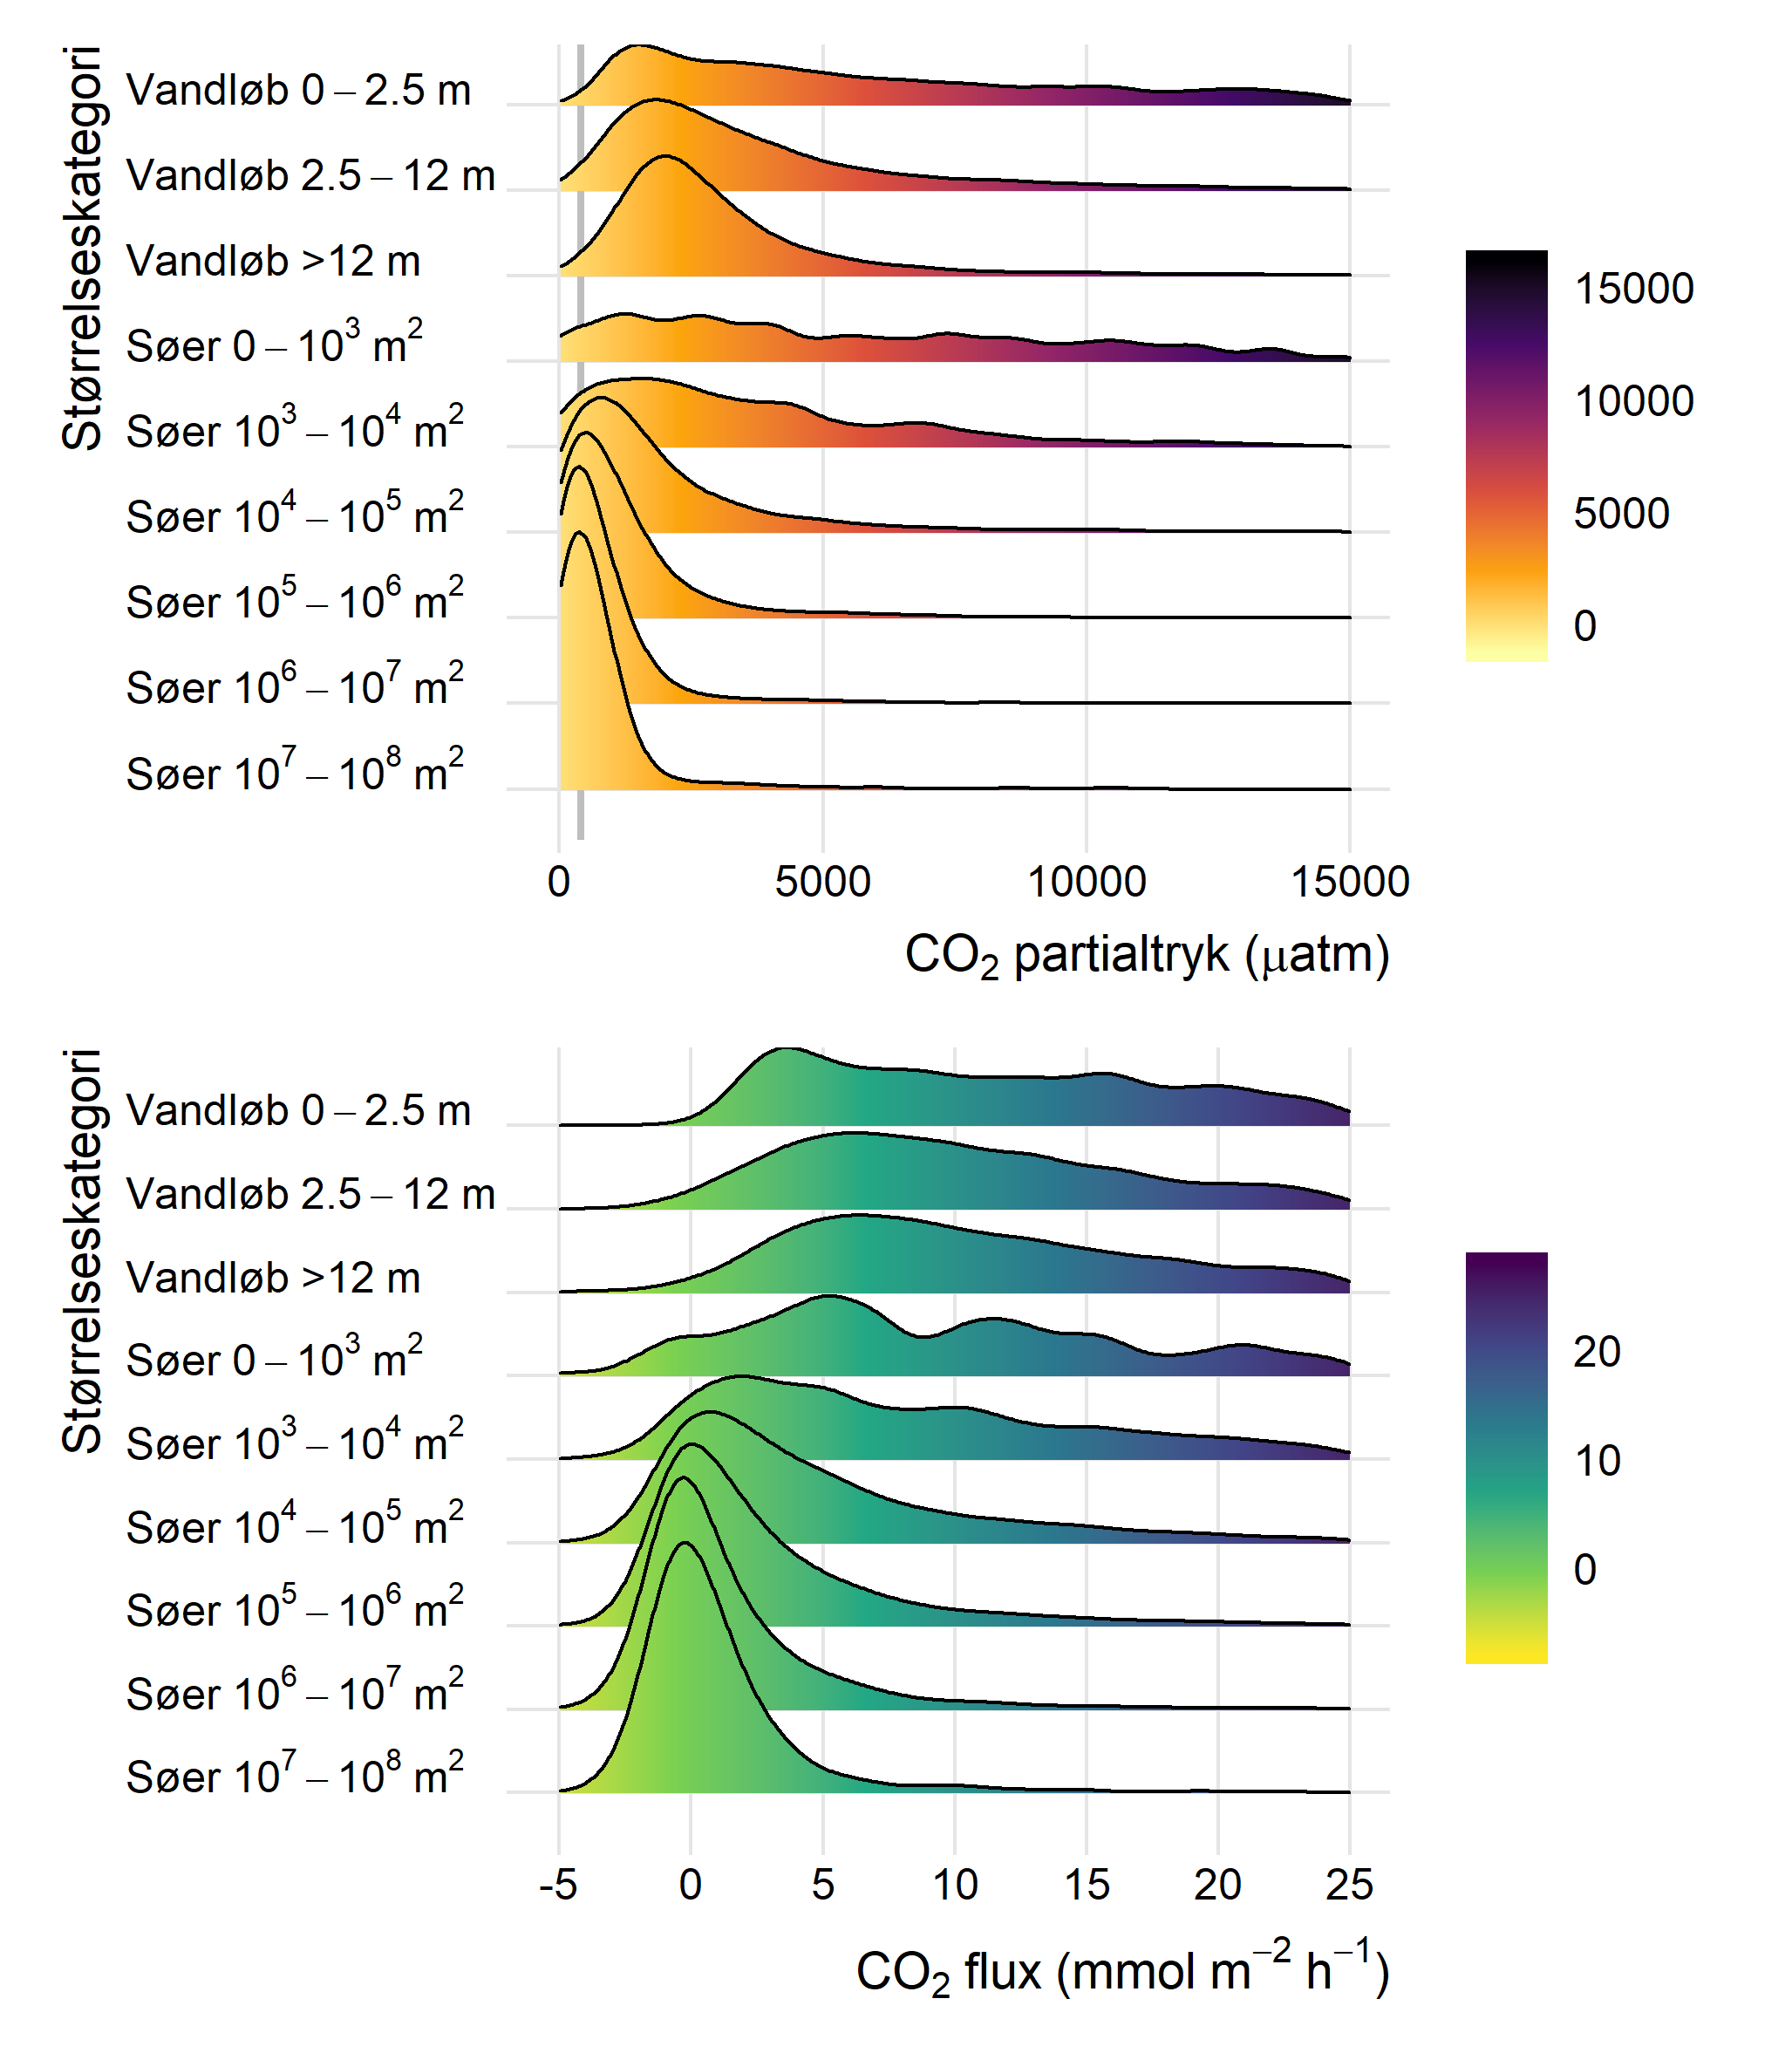 Størrelseskategori
Vandløb 0 – 2.5 m
Vandløb 2.5 – 12 m
Vandløb >12 m
Søer 0 – 10³ m²
Søer 10³ – 10⁴ m²
Søer 10⁴ – 10⁵ m²
Søer 10⁵ – 10⁶ m²
Søer 10⁶ – 10⁷ m²
Søer 10⁷ – 10⁸ m²
0 5000 10000 15000
CO₂ partialtryk (μatm)
15000
10000
5000
0
Størrelseskategori
Vandløb 0 – 2.5 m
Vandløb 2.5 – 12 m
Vandløb >12 m
Søer 0 – 10³ m²
Søer 10³ – 10⁴ m²
Søer 10⁴ – 10⁵ m²
Søer 10⁵ – 10⁶ m²
Søer 10⁶ – 10⁷ m²
Søer 10⁷ – 10⁸ m²
-5 0 5 10 15 20 25
CO₂ flux (mmol m⁻² h⁻¹)
20
10
0